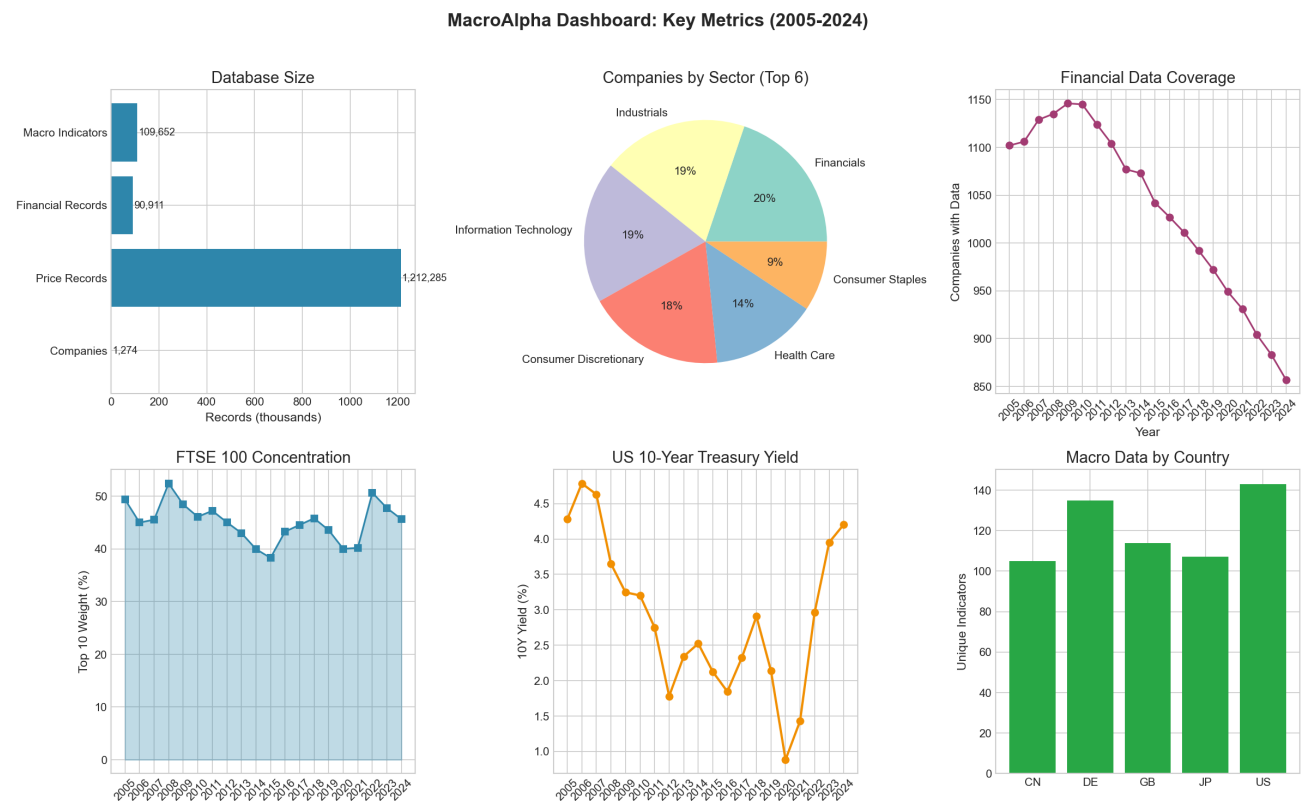 MacroAlpha Dashboard: Key Metrics (2005-2024)
Database Size
Macro Indicators
109,652
Financial Records
90,911
Price Records
1,212,285
Companies
1,274
0 200 400 600 800 1000 1200
Records (thousands)
Companies by Sector (Top 6)
Industrials
19%
Financials
20%
Information Technology
19%
Consumer Staples
9%
Consumer Discretionary
18%
Health Care
14%
Financial Data Coverage
Companies with Data
1150
1100
1050
1000
950
900
850
2005 2006 2007 2008 2009 2010 2011 2012 2013 2014 2015 2016 2017 2018 2019 2020 2021 2022 2023 2024
Year
FTSE 100 Concentration
Top 10 Weight (%)
50
40
30
20
10
0
2005 2006 2007 2008 2009 2010 2011 2012 2013 2014 2015 2016 2017 2018 2019 2020 2021 2022 2023 2024
US 10-Year Treasury Yield
10Y Yield (%)
4.5
4.0
3.5
3.0
2.5
2.0
1.5
1.0
2005 2006 2007 2008 2009 2010 2011 2012 2013 2014 2015 2016 2017 2018 2019 2020 2021 2022 2023 2024
Macro Data by Country
Unique Indicators
140
120
100
80
60
40
20
0
CN DE GB JP US